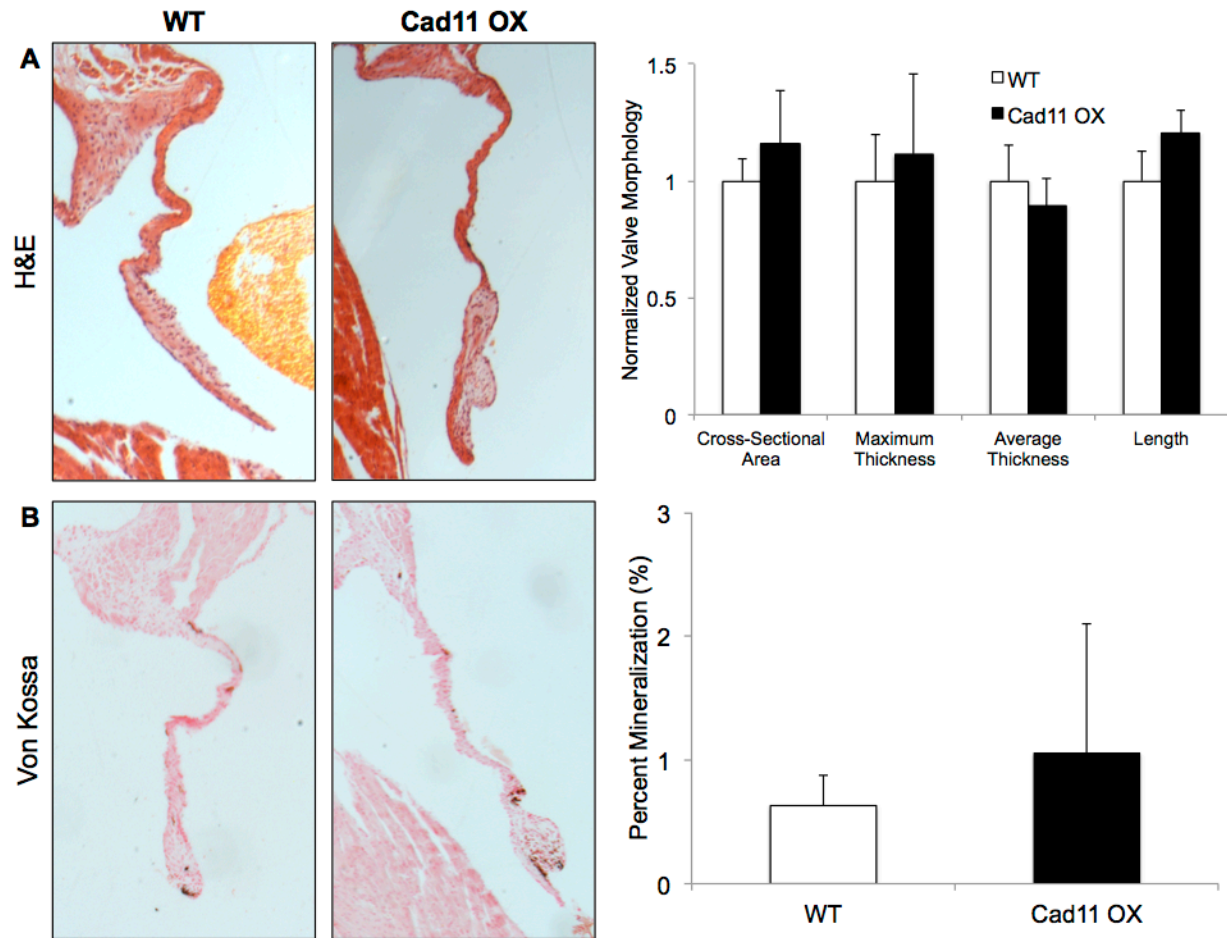 WT
Cad11 OX
A
H&E
1.5
1
0.5
0
Normalized Valve Morphology
WT
Cad11 OX
Cross-Sectional
Area
Maximum
Thickness
Average
Thickness
Length
B
Von Kossa
3
2
1
0
Percent Mineralization (%)
WT
Cad11 OX